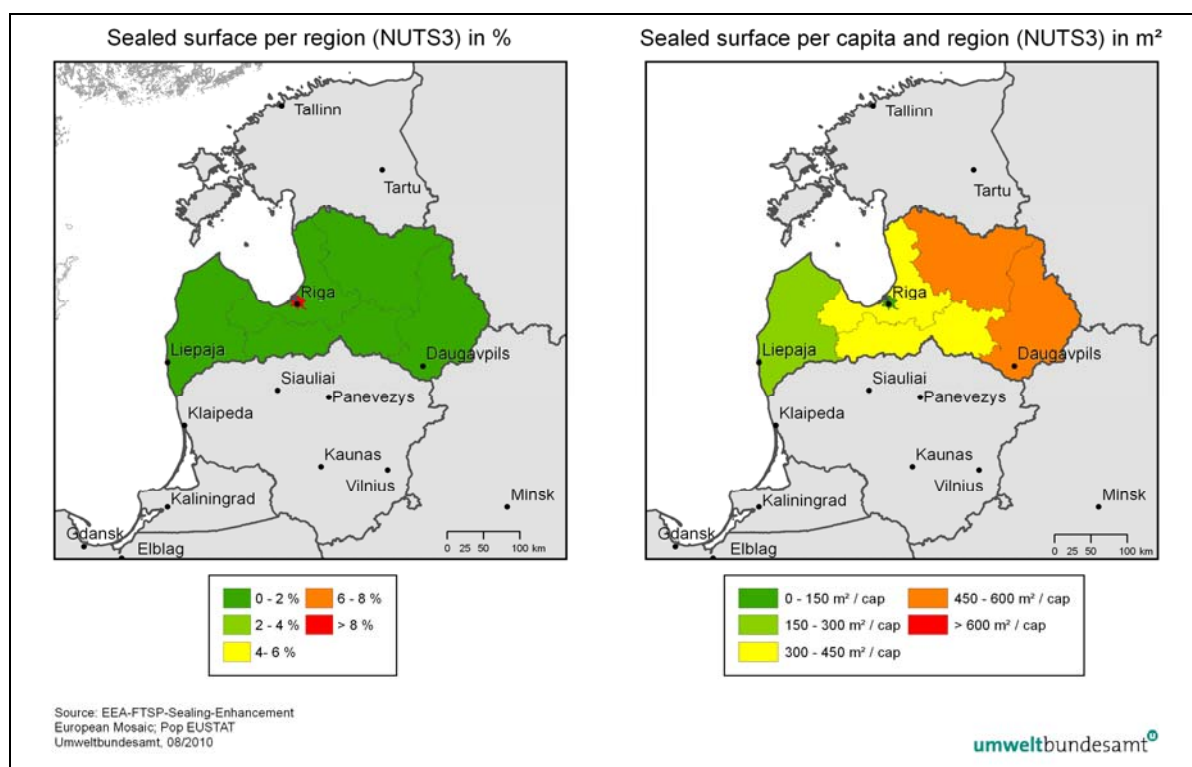 Sealed surface per region (NUTS3) in %
Tallinn
Tartu
Riga
Liepaja
Daugavpils
Siauliai
Panevezys
Klaipeda
Kaunas
Vilnius
Kaliningrad
Minsk
Gdansk
Elblag
0 25 50 100 km
0 - 2 %
6 - 8 %
2 - 4 %
> 8 %
4- 6 %
Sealed surface per capita and region (NUTS3) in m²
Tallinn
Tartu
Riga
Liepaja
Daugavpils
Siauliai
Panevezys
Klaipeda
Kaunas
Vilnius
Kaliningrad
Minsk
Gdansk
Elblag
0 25 50 100 km
0 - 150 m² / cap
450 - 600 m² / cap
150 - 300 m² / cap
> 600 m² / cap
300 - 450 m² / cap
Source: EEA-FTSP-Sealing-Enhancement
European Mosaic; Pop EUSTAT
Umweltbundesamt, 08/2010
umweltbundesamt